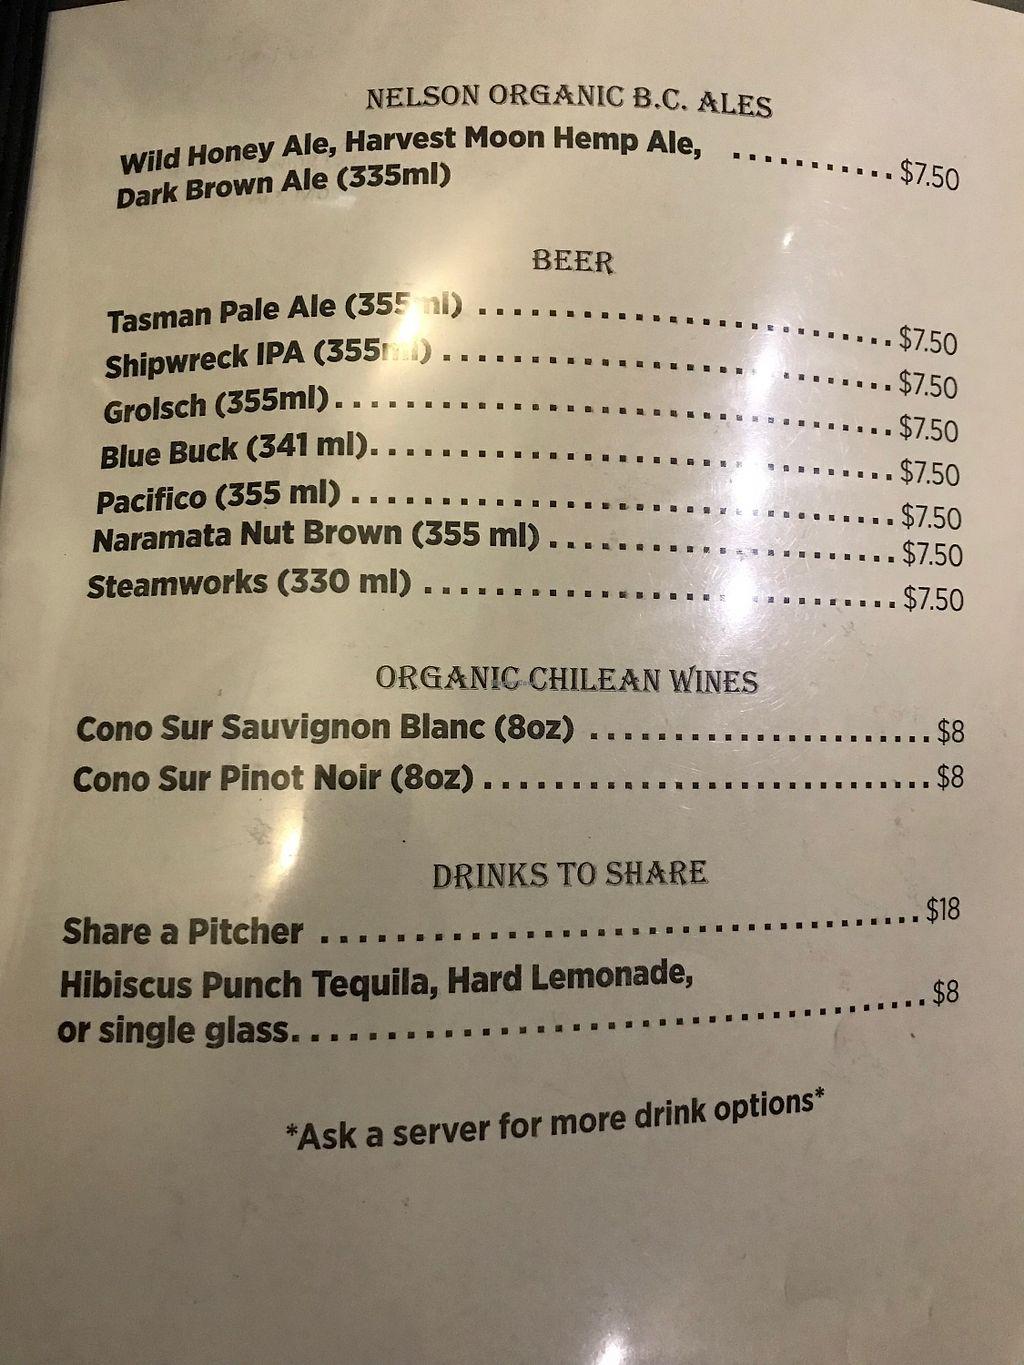 NELSON ORGANIC B.C. ALES
Wild Honey Ale, Harvest Moon Hemp Ale, ........... $7.50
Dark Brown Ale (335ml)
BEER
Tasman Pale Ale (355 ml) ........................ $7.50
Shipwreck IPA (355ml) .......................... $7.50
Grolsch (355ml)................................ $7.50
Blue Buck (341 ml).............................. $7.50
Pacifico (355 ml) ............................... $7.50
Naramata Nut Brown (355 ml) .................... $7.50
Steamworks (330 ml) ........................... $7.50
ORGANIC CHILEAN WINES
Cono Sur Sauvignon Blanc (8oz) .................... $8
Cono Sur Pinot Noir (8oz) .......................... $8
DRINKS TO SHARE
Share a Pitcher ................................ $18
Hibiscus Punch Tequila, Hard Lemonade,
or single glass.................................. $8
*Ask a server for more drink options*